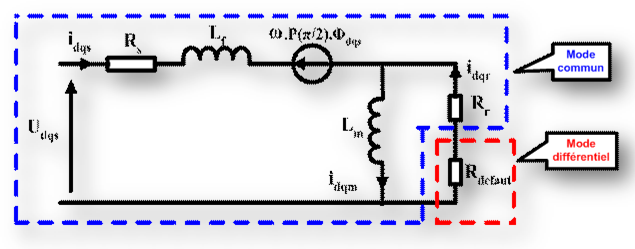 i_dqs
R_s
L_f
ω.P(π/2).Φ_dqs
i_dqr
Mode
commun
U_dqs
L_m
R_r
i_dqm
R_defaut
Mode
différentiel